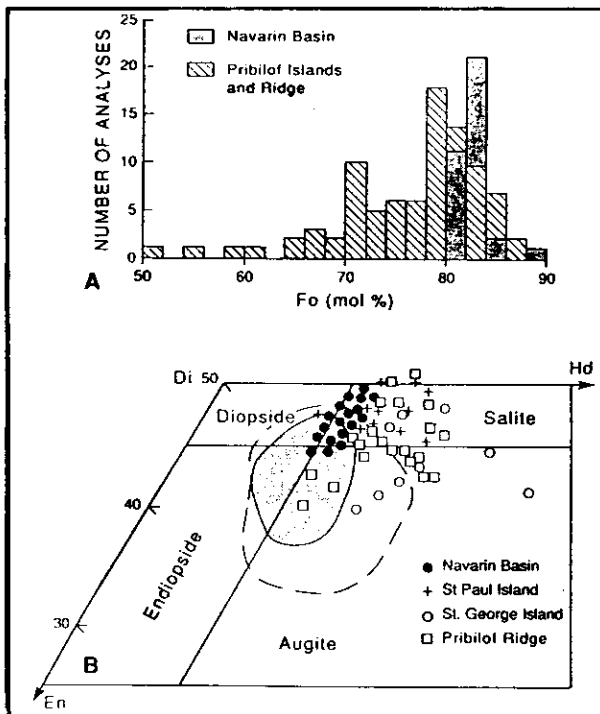 NUMBER OF ANALYSES
25
20
15
10
5
0
Navarin Basin
Pribilof Islands
and Ridge
50
60
70
80
90
A
Fo (mol %)
Di
50
Hd
Diopside
Salite
40
Endiopside
30
Augite
Navarin Basin
St Paul Island
St. George Island
Pribilof Ridge
B
En